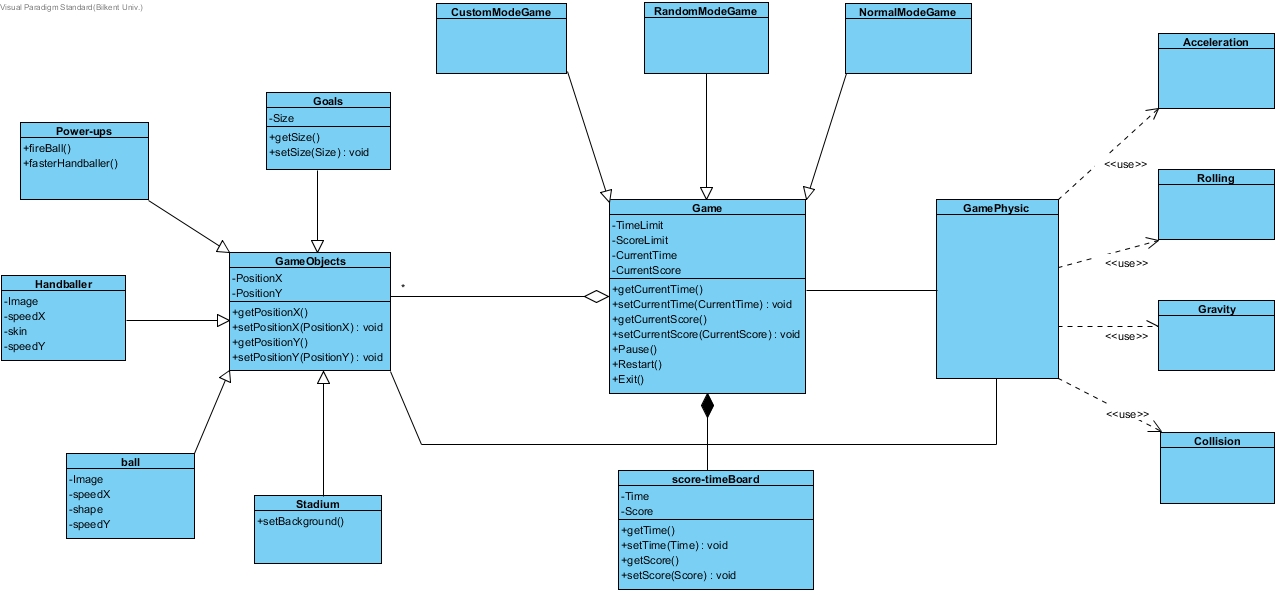 Visual Paradigm Standard(Bilkent Univ.)
CustomModeGame
RandomModeGame
NormalModeGame
Acceleration
Goals
-Size
+getSize()
+setSize(Size) : void
Power-ups
+fireBall()
+fasterHandballer()
<<use>>
Rolling
Game
-TimeLimit
-ScoreLimit
-CurrentTime
-CurrentScore
+getCurrentTime()
+setCurrentTime(CurrentTime) : void
+getCurrentScore()
+setCurrentScore(CurrentScore) : void
+Pause()
+Restart()
+Exit()
GamePhysic
<<use>>
GameObjects
-PositionX
-PositionY
+getPositionX()
+setPositionX(PositionX) : void
+getPositionY()
+setPositionY(PositionY) : void
*
Handballer
-Image
-speedX
-skin
-speedY
Gravity
<<use>>
<<use>>
Collision
ball
-Image
-speedX
-shape
-speedY
Stadium
+setBackground()
score-timeBoard
-Time
-Score
+getTime()
+setTime(Time) : void
+getScore()
+setScore(Score) : void